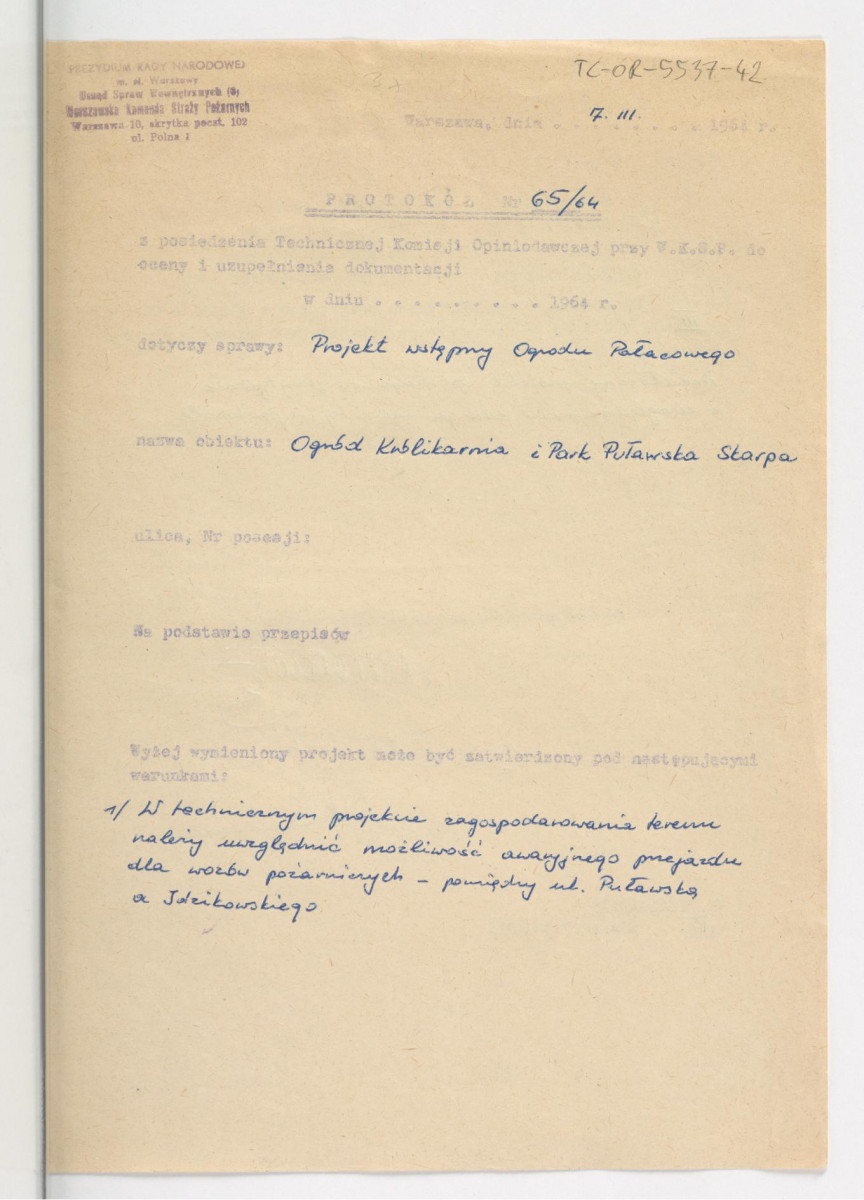 PREZYDIUM RADY NARODOWEJ
m. st. Warszawy
Urząd Spraw Wewnętrznych (8)
Warszawska Komenda Straży Pożarnych
Warszawa 10, skrytka poczt. 102
ul. Polna 1
TC-OR-5537-42
Warszawa, dnia . 7. III. . . . . . 1964 r.
PROTOKÓŁ Nr 65/64
z posiedzenia Technicznej Komisji Opiniodawczej przy W.K.S.P. do
oceny i uzupełnienia dokumentacji
w dniu . . . . . . . . . 1964 r.
dotyczy sprawy: Projekt wstępny Ogrodu Pałacowego
nazwa obiektu: Ogród Królikarnia i Park Puławska Skarpa
ulica, Nr posesji:
Na podstawie przepisów
Wyżej wymieniony projekt może być zatwierdzony pod następującymi
warunkami:
1/ W technicznym projekcie zagospodarowania terenu
należy uwzględnić możliwość awaryjnego przejazdu
dla wozów pożarniczych – pomiędzy ul. Puławską
a Idzikowskiego